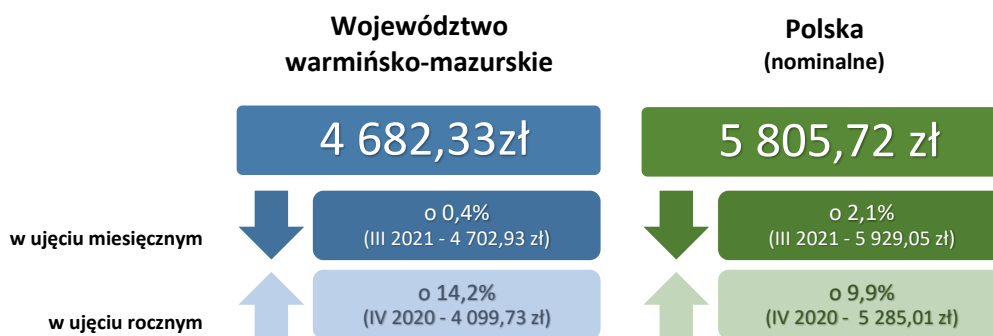 Województwo
warmińsko-mazurskie
Polska
(nominalne)
4 682,33zł
5 805,72 zł
w ujęciu miesięcznym
o 0,4%
(III 2021 - 4 702,93 zł)
o 2,1%
(III 2021 - 5 929,05 zł)
w ujęciu rocznym
o 14,2%
(IV 2020 - 4 099,73 zł)
o 9,9%
(IV 2020 - 5 285,01 zł)